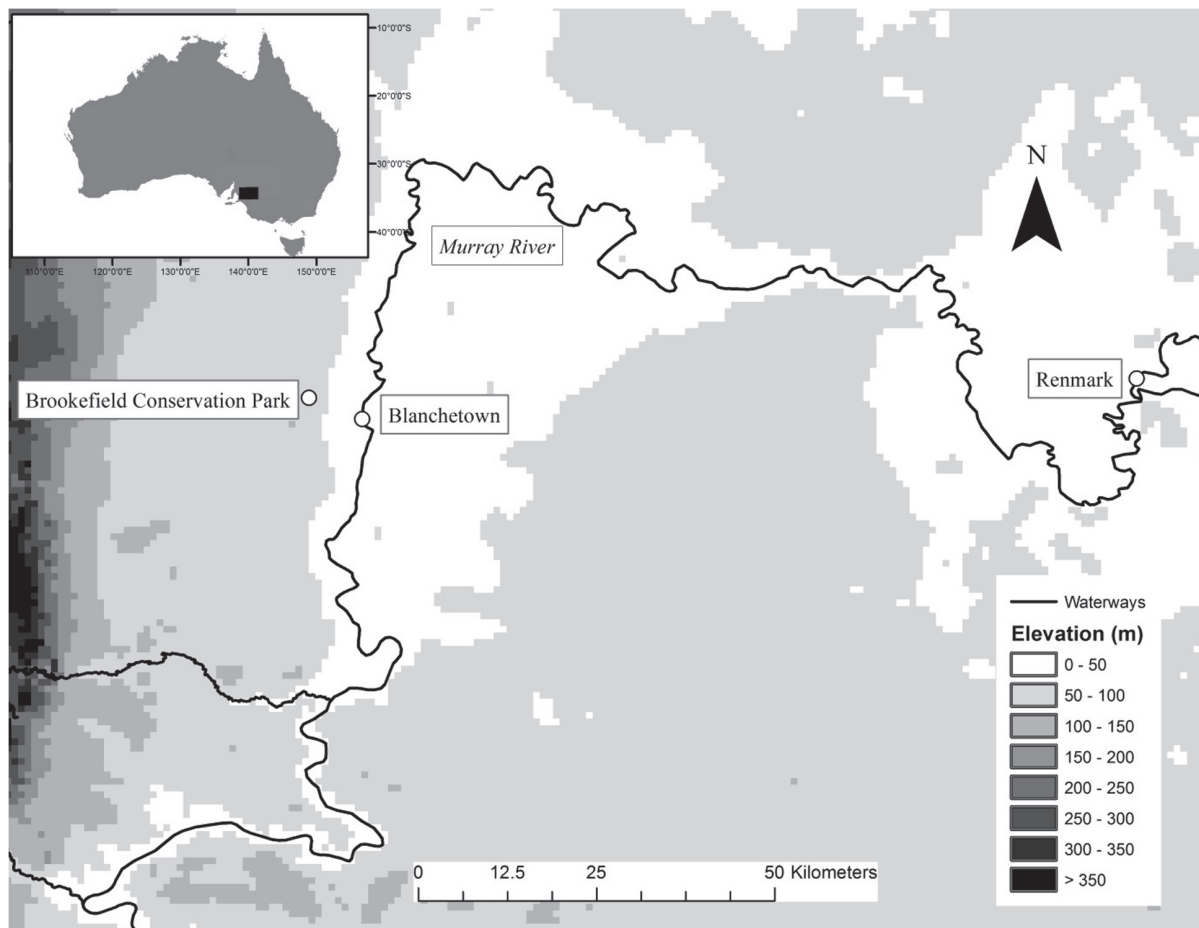 10°0'0"S
20°0'0"S
30°0'0"S
40°0'0"S
110°0'0"E 120°0'0"E 130°0'0"E 140°0'0"E 150°0'0"E
N
Murray River
Renmark
Brookefield Conservation Park
Blanchetown
Waterways
Elevation (m)
0 - 50
50 - 100
100 - 150
150 - 200
200 - 250
250 - 300
300 - 350
> 350
0 12.5 25 50 Kilometers